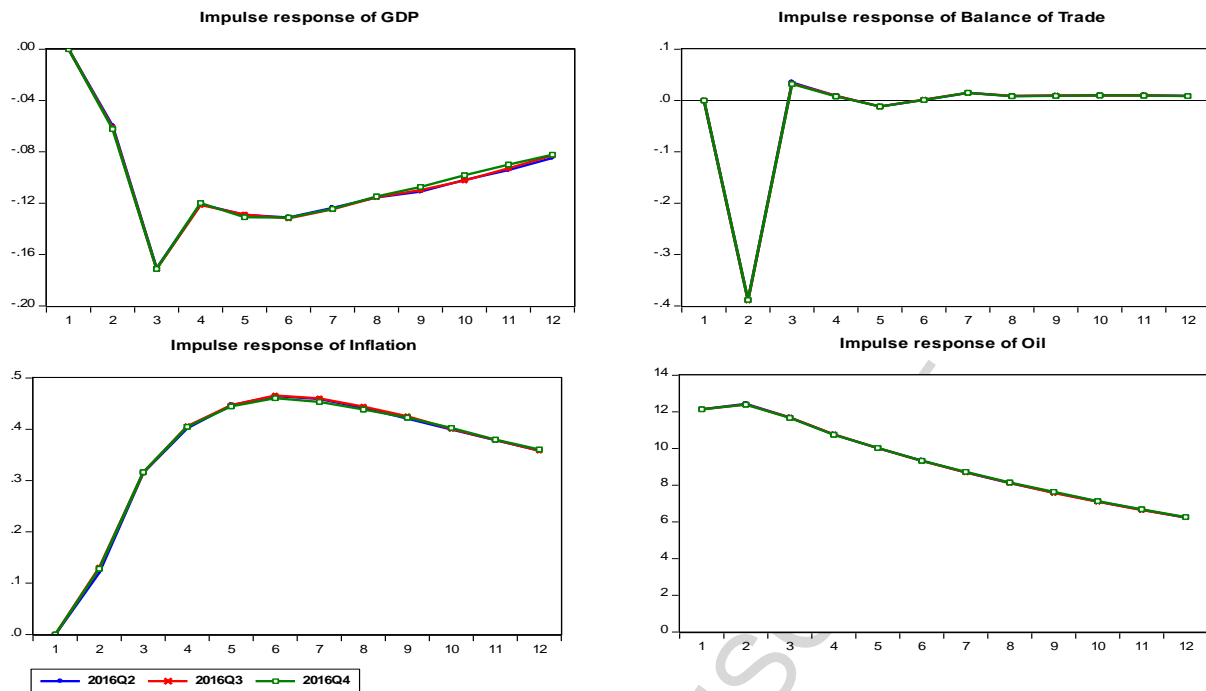 Impulse response of GDP
.00
-.04
-.08
-.12
-.16
-.20
1 2 3 4 5 6 7 8 9 10 11 12
Impulse response of Balance of Trade
.1
.0
-.1
-.2
-.3
-.4
1 2 3 4 5 6 7 8 9 10 11 12
Impulse response of Inflation
.5
.4
.3
.2
.1
.0
1 2 3 4 5 6 7 8 9 10 11 12
Impulse response of Oil
14
12
10
8
6
4
2
0
1 2 3 4 5 6 7 8 9 10 11 12
2016Q2 2016Q3 2016Q4